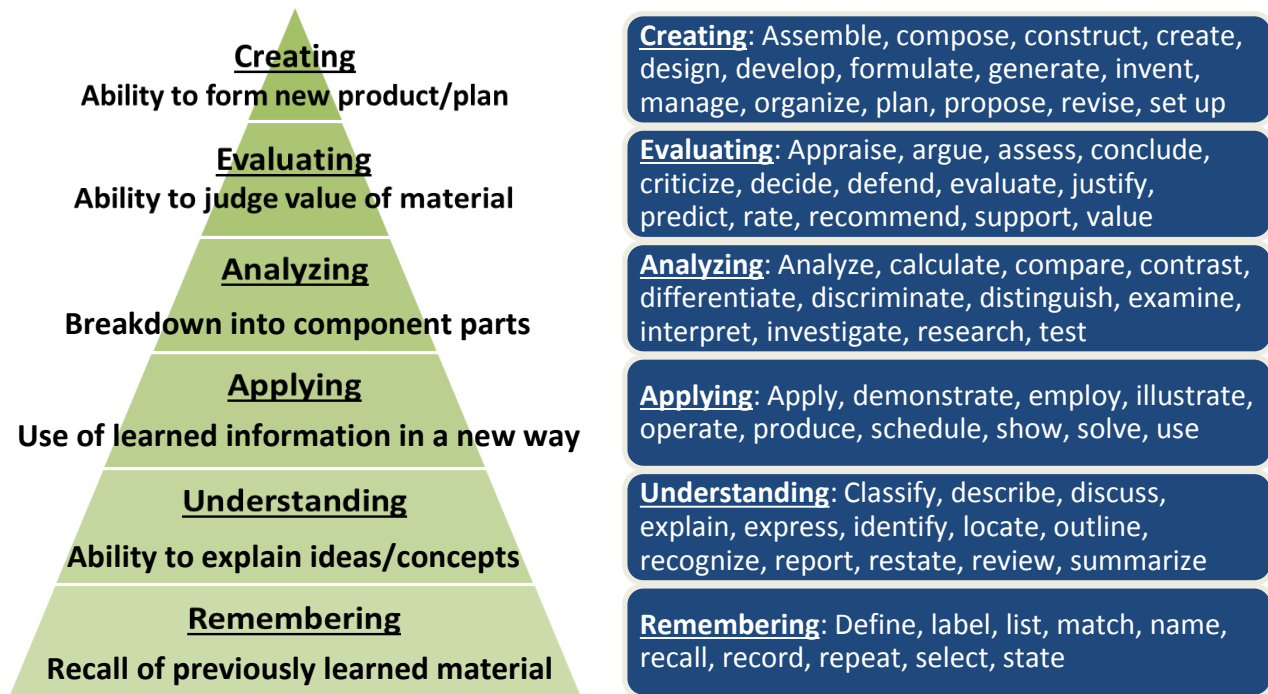 Creating
Ability to form new product/plan
Evaluating
Ability to judge value of material
Analyzing
Breakdown into component parts
Applying
Use of learned information in a new way
Understanding
Ability to explain ideas/concepts
Remembering
Recall of previously learned material
Creating: Assemble, compose, construct, create,
design, develop, formulate, generate, invent,
manage, organize, plan, propose, revise, set up
Evaluating: Appraise, argue, assess, conclude,
criticize, decide, defend, evaluate, justify,
predict, rate, recommend, support, value
Analyzing: Analyze, calculate, compare, contrast,
differentiate, discriminate, distinguish, examine,
interpret, investigate, research, test
Applying: Apply, demonstrate, employ, illustrate,
operate, produce, schedule, show, solve, use
Understanding: Classify, describe, discuss,
explain, express, identify, locate, outline,
recognize, report, restate, review, summarize
Remembering: Define, label, list, match, name,
recall, record, repeat, select, state